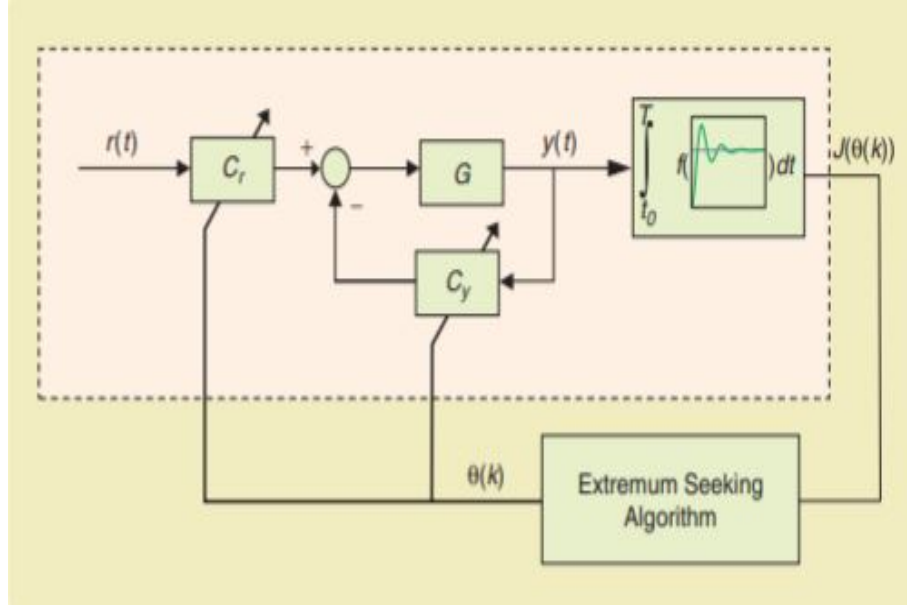 r(t)
C_r
+
−
G
y(t)
C_y
T
∫
t_0
f(
)dt
J(θ(k))
θ(k)
Extremum Seeking
Algorithm